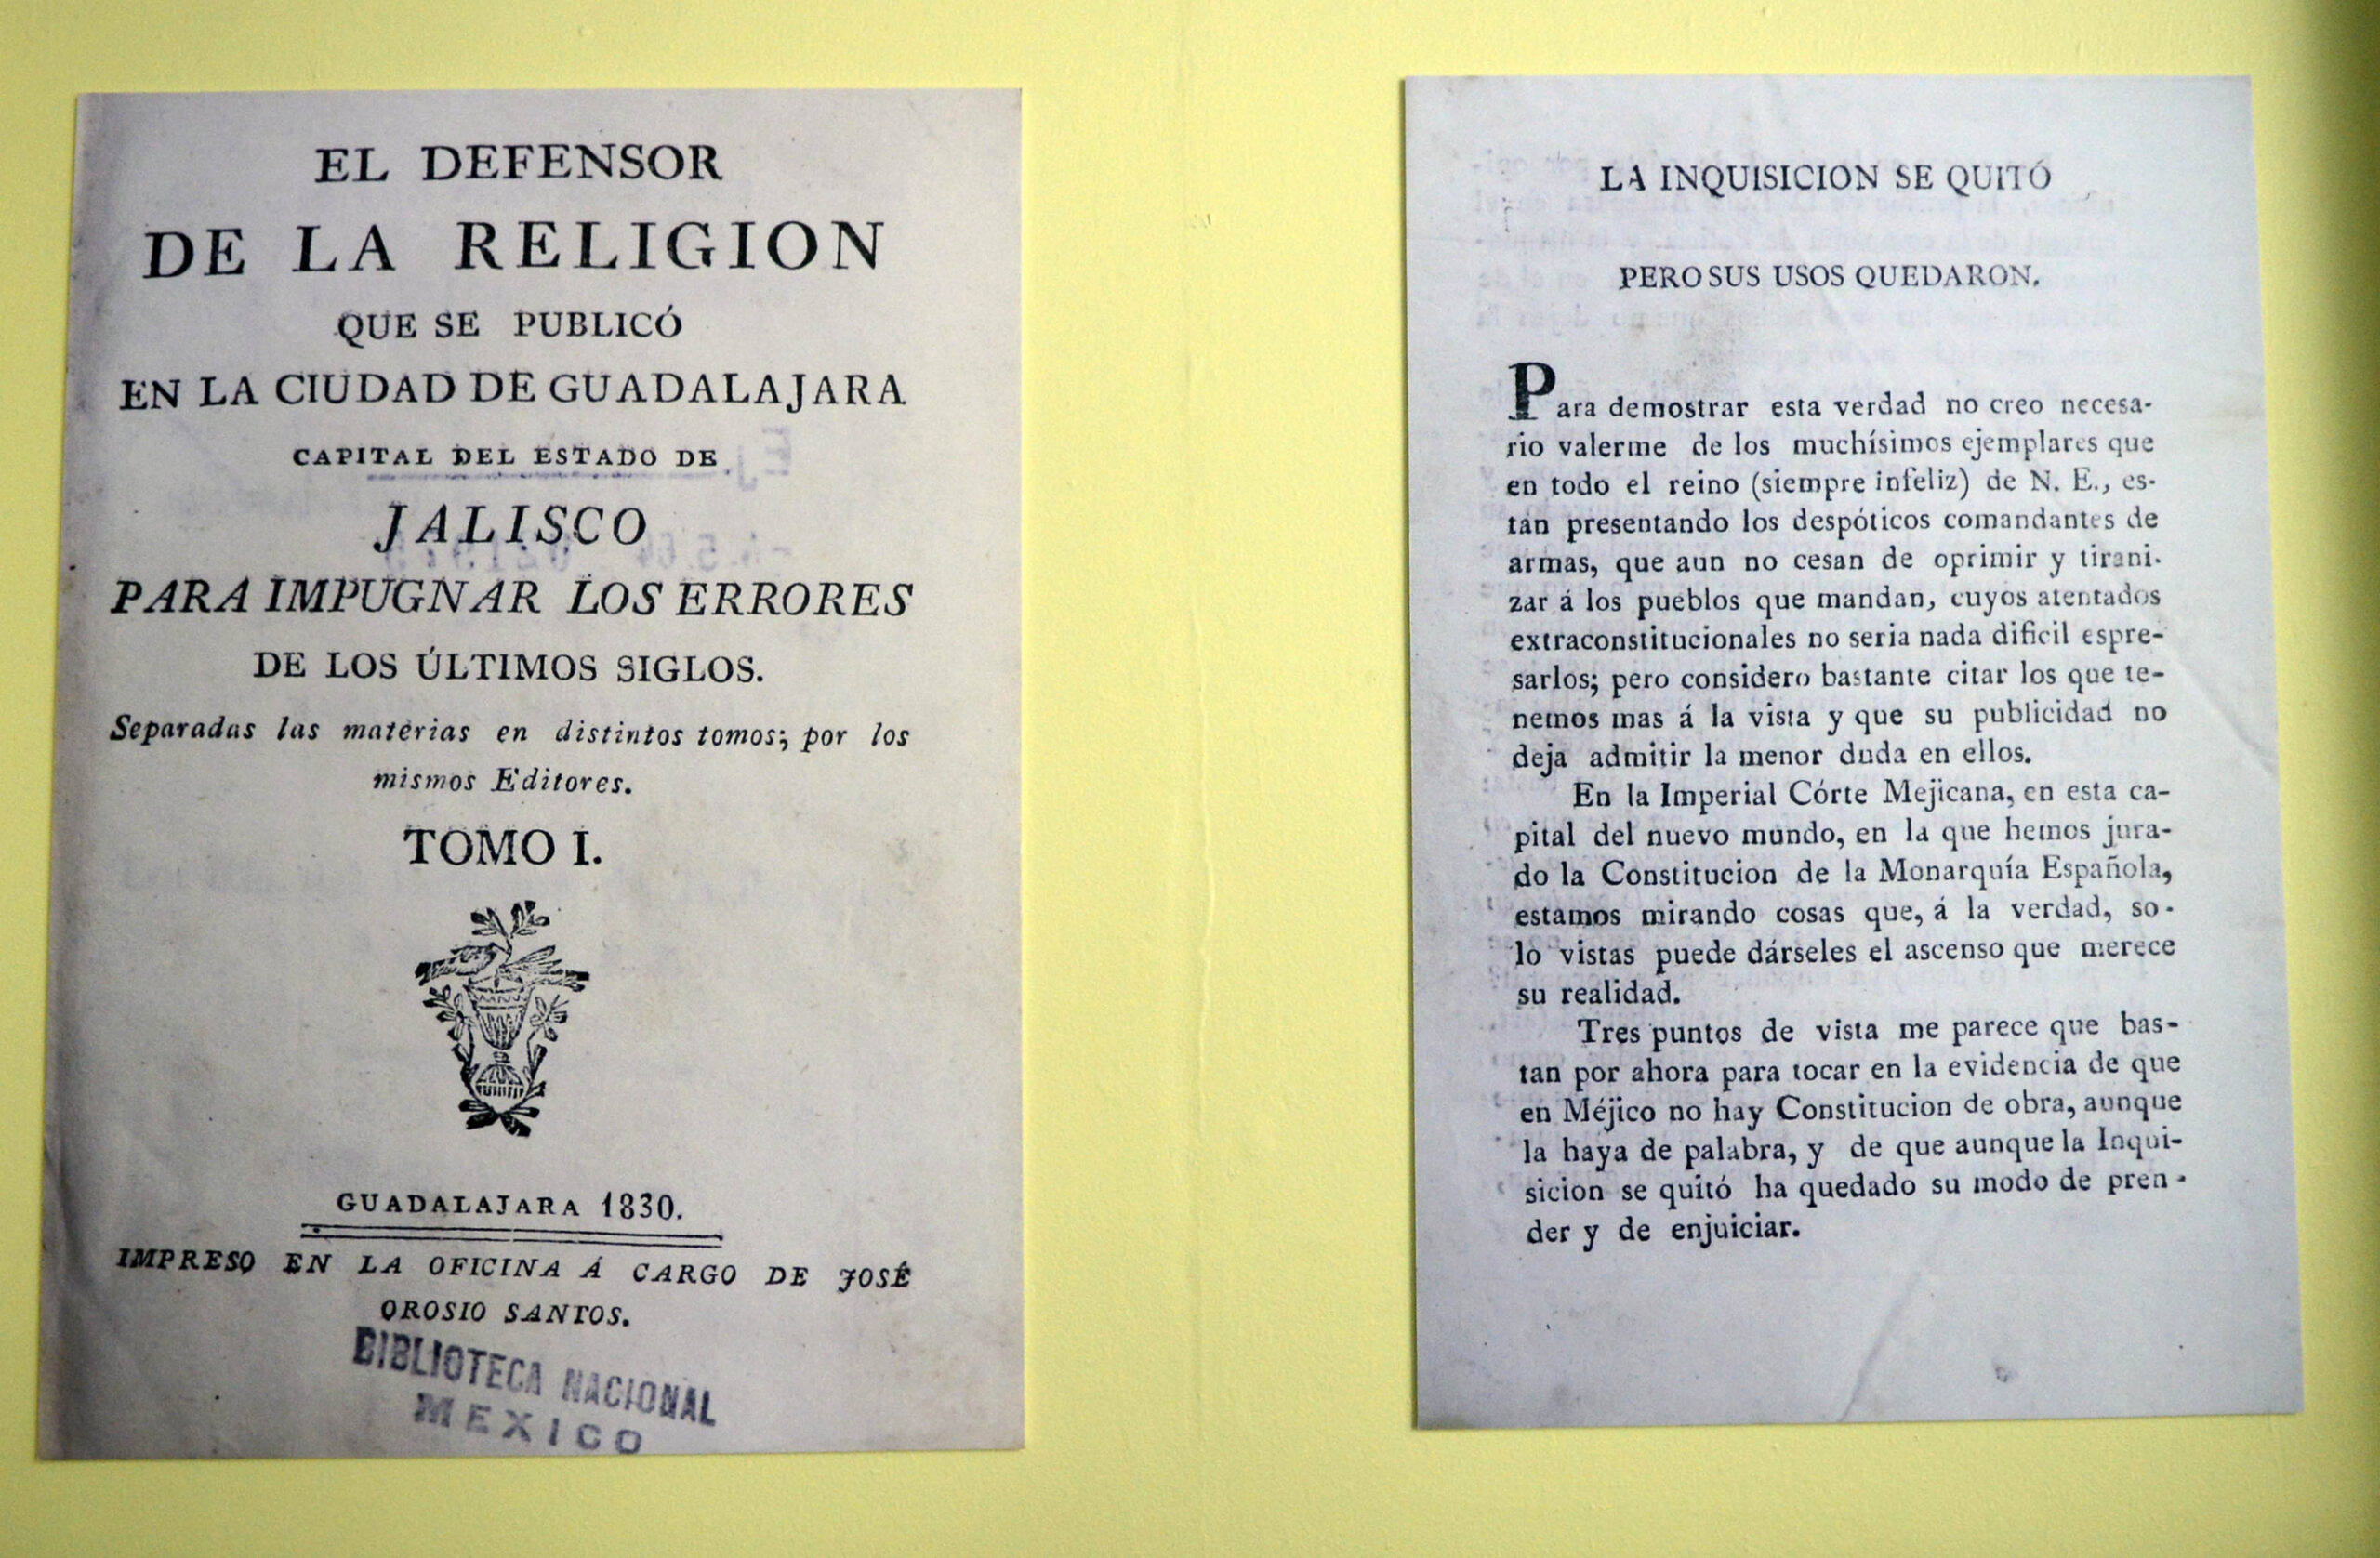 EL DEFENSOR
DE LA RELIGION
QUE SE PUBLICÓ
EN LA CIUDAD DE GUADALAJARA
CAPITAL DEL ESTADO DE
JALISCO
PARA IMPUGNAR LOS ERRORES
DE LOS ÚLTIMOS SIGLOS.
Separadas las materias en distintos tomos; por los
mismos Editores.
TOMO I.
GUADALAJARA 1830.
IMPRESO EN LA OFICINA Á CARGO DE JOSÉ
OROSIO SANTOS.
BIBLIOTECA NACIONAL
MEXICO
LA INQUISICION SE QUITÓ
PERO SUS USOS QUEDARON.
Para demostrar esta verdad no creo necesa-
rio valerme de los muchísimos ejemplares que
en todo el reino (siempre infeliz) de N. E., es-
tan presentando los despóticos comandantes de
armas, que aun no cesan de oprimir y tirani-
zar á los pueblos que mandan, cuyos atentados
extraconstitucionales no seria nada dificil espre-
sarlos; pero considero bastante citar los que te-
nemos mas á la vista y que su publicidad no
deja admitir la menor duda en ellos.
En la Imperial Córte Mejicana, en esta ca-
pital del nuevo mundo, en la que hemos jura-
do la Constitucion de la Monarquía Española,
estamos mirando cosas que, á la verdad, so-
lo vistas puede dárseles el ascenso que merece
su realidad.
Tres puntos de vista me parece que bas-
tan por ahora para tocar en la evidencia de que
en Méjico no hay Constitucion de obra, aunque
la haya de palabra, y de que aunque la Inqui-
sicion se quitó ha quedado su modo de pren-
der y de enjuiciar.